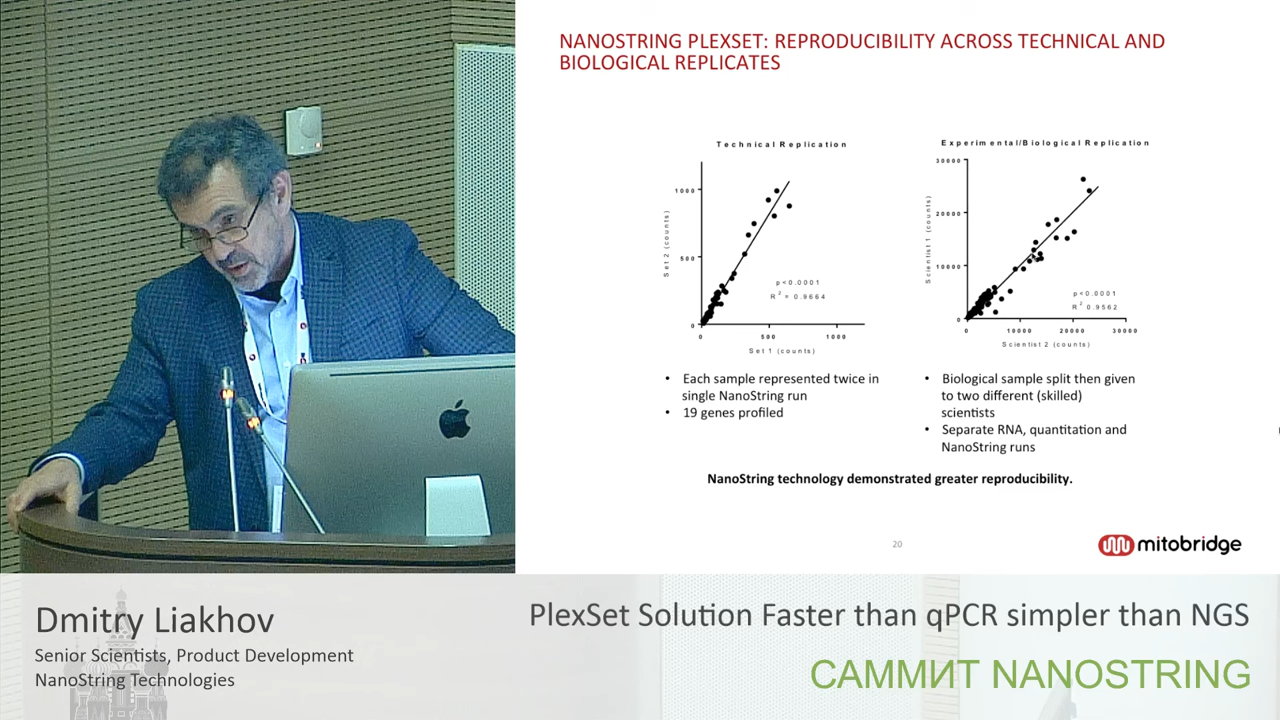 NANOSTRING PLEXSET: REPRODUCIBILITY ACROSS TECHNICAL AND
BIOLOGICAL REPLICATES
Technical Replication
Set 2 (counts)
1000
500
0
p<0.0001
R² = 0.9664
0
500
1000
Set 1 (counts)
Experimental/Biological Replication
Scientist 1 (counts)
30000
20000
10000
0
p<0.0001
R² 0.9562
0
10000
20000
30000
Scientist 2 (counts)
• Each sample represented twice in
single NanoString run
• 19 genes profiled
• Biological sample split then given
to two different (skilled)
scientists
• Separate RNA, quantitation and
NanoString runs
NanoString technology demonstrated greater reproducibility.
20
mitobridge
Dmitry Liakhov
Senior Scientists, Product Development
NanoString Technologies
PlexSet Solution Faster than qPCR simpler than NGS
САММИТ NANOSTRING